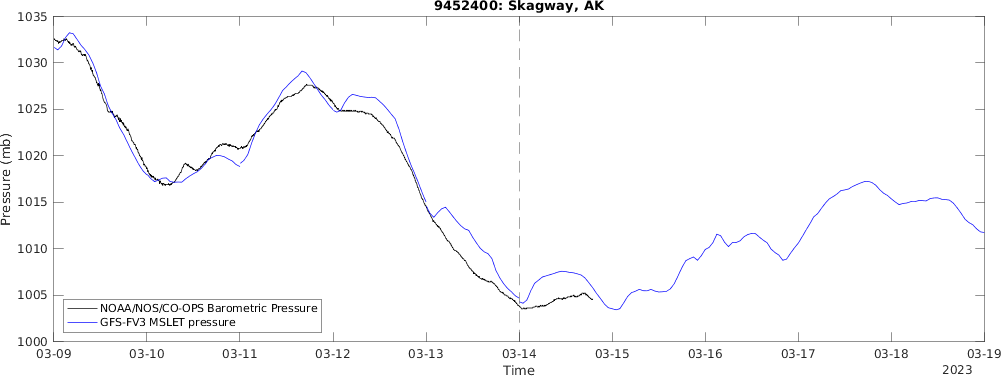 9452400: Skagway, AK
Pressure (mb)
1035
1030
1025
1020
1015
1010
1005
1000
NOAA/NOS/CO-OPS Barometric Pressure
GFS-FV3 MSLET pressure
03-09 03-10 03-11 03-12 03-13 03-14 03-15 03-16 03-17 03-18 03-19
Time
2023